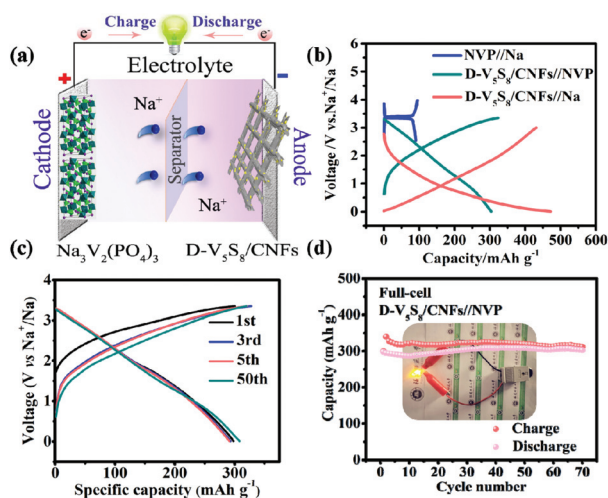 (a)
Charge Discharge
e⁻ e⁻
Electrolyte
+ -
Na⁺
Cathode
Separator
Anode
Na⁺
Na₃V₂(PO₄)₃ D-V₅S₈/CNFs
(b)
Voltage /V vs.Na⁺/Na
NVP//Na
D-V₅S₈/CNFs//NVP
D-V₅S₈/CNFs//Na
4
3
2
1
0
0 200 400 600
Capacity/mAh g⁻¹
(c)
Voltage (V vs Na⁺/Na)
4
3
2
1
0
1st
3rd
5th
50th
0 100 200 300 400
Specific capacity (mAh g⁻¹)
(d)
Capacity (mAh g⁻¹)
500
400
300
200
100
0
Full-cell
D-V₅S₈/CNFs//NVP
Charge
Discharge
0 10 20 30 40 50 60 70
Cycle number